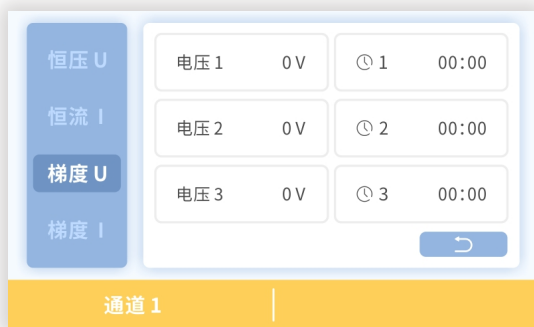 恒压 U
恒流 I
梯度 U
梯度 I
电压 1 0 V 1 00:00
电压 2 0 V 2 00:00
电压 3 0 V 3 00:00
通道 1